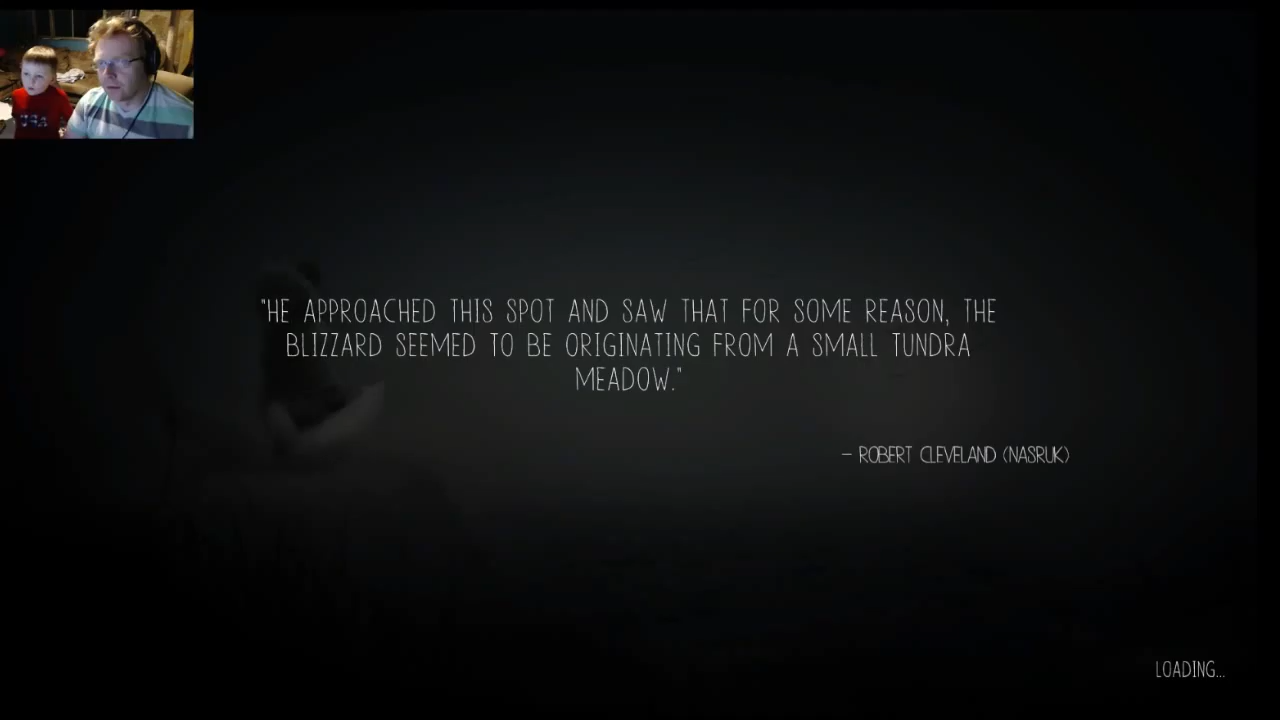 USA
"HE APPROACHED THIS SPOT AND SAW THAT FOR SOME REASON, THE
BLIZZARD SEEMED TO BE ORIGINATING FROM A SMALL TUNDRA
MEADOW."
– ROBERT CLEVELAND (NASRUK)
LOADING...